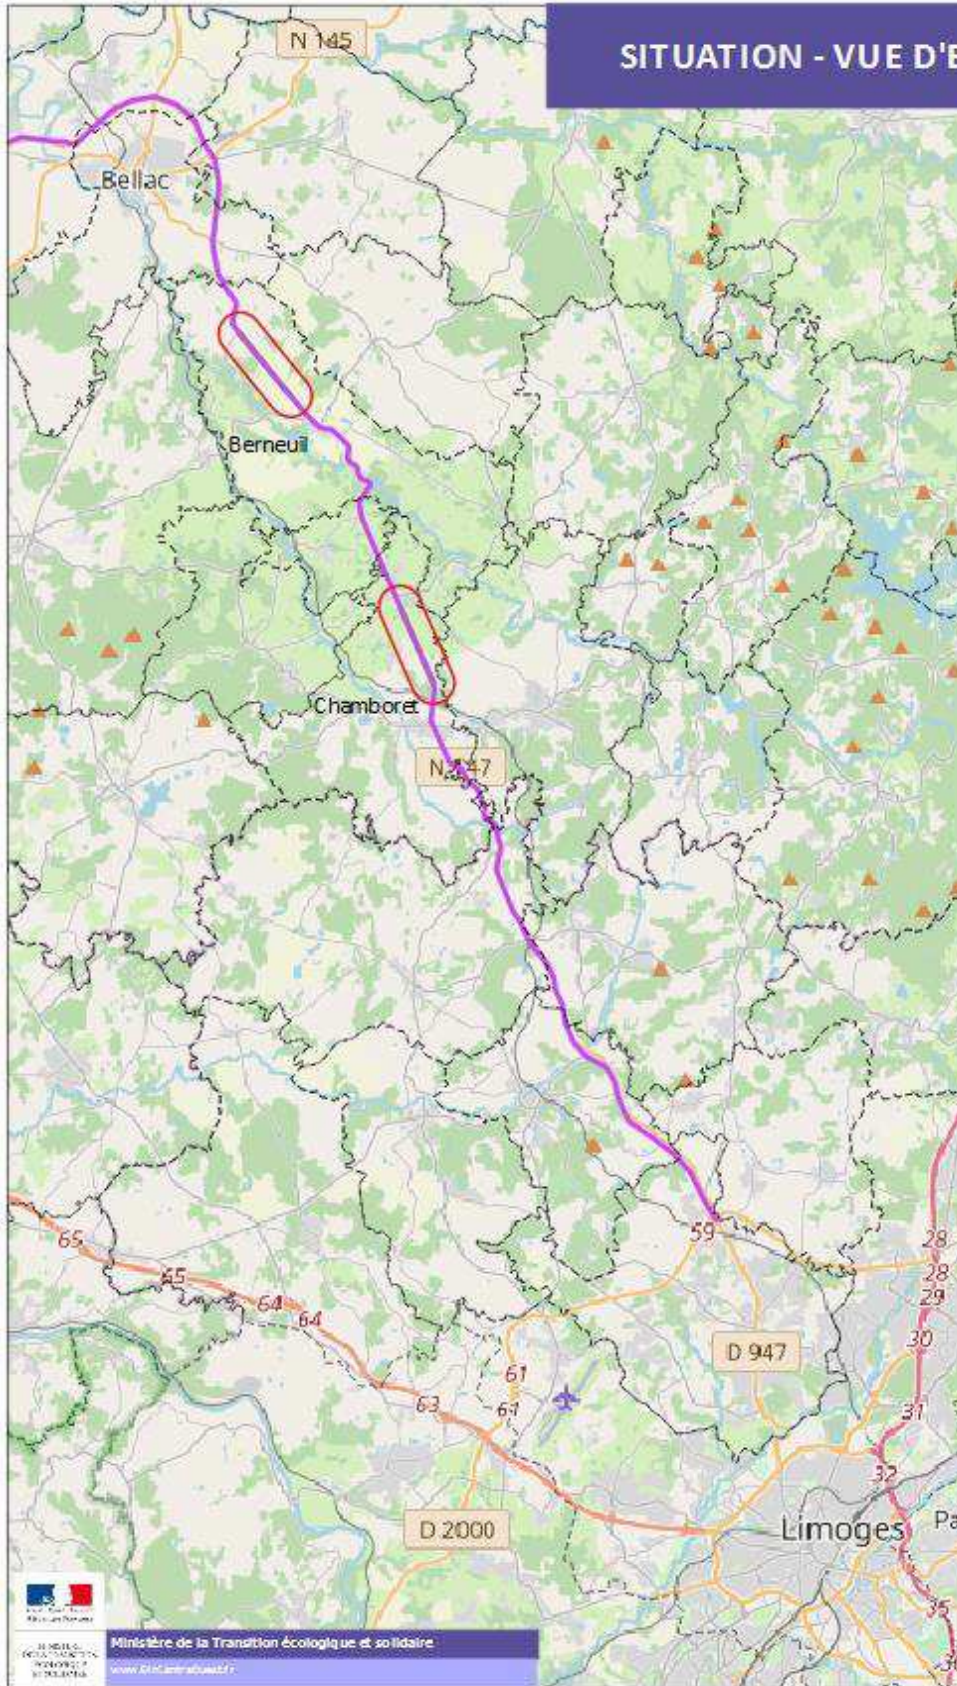 N 145
SITUATION - VUE D'E
Bellac
Berneuil
Chamboret
N 147
59
28
65
28
65
64
29
64
30
D 947
61
63
61
31
32
Limoges
Pa
D 2000
35
Ministère de la Transition écologique et solidaire